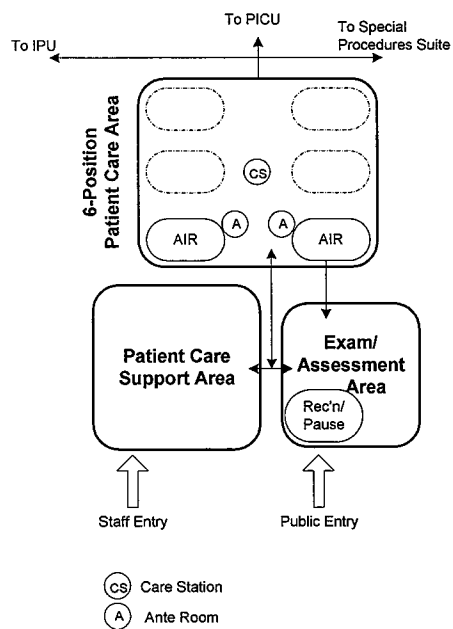 To PICU
To IPU
To Special
Procedures Suite
6-Position
Patient Care Area
CS
A
A
AIR
AIR
Patient Care
Support Area
Exam/
Assessment
Area
Rec'n/
Pause
Staff Entry
Public Entry
CS Care Station
A Ante Room